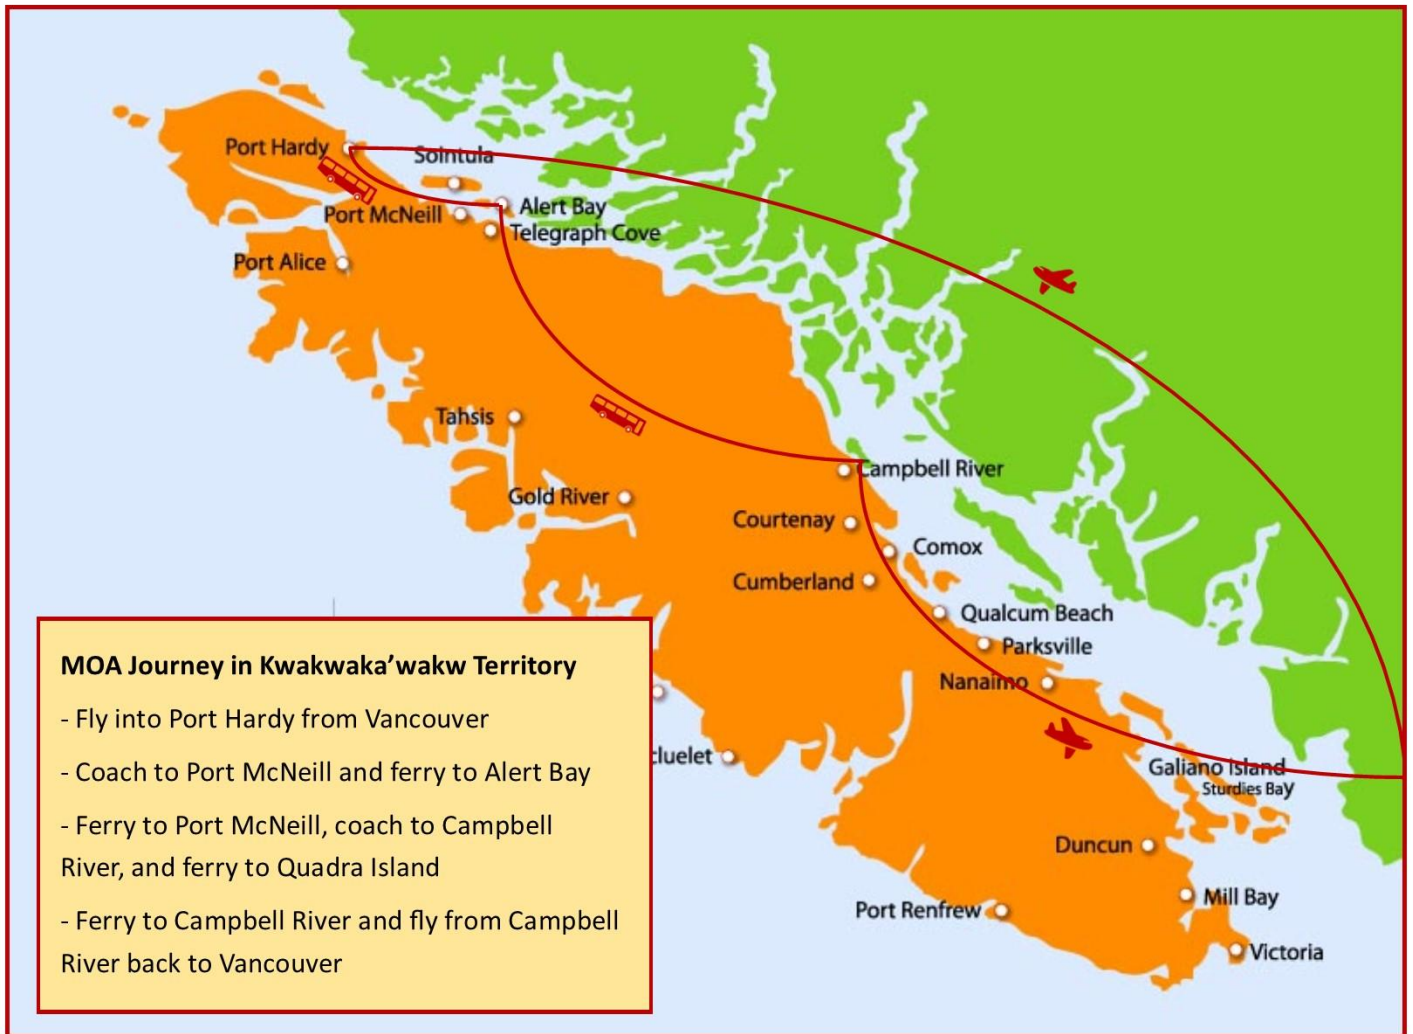 Port Hardy
Sointula
Port McNeill
Alert Bay
Telegraph Cove
Port Alice
Tahsis
Gold River
Campbell River
Courtenay
Comox
Cumberland
Qualcum Beach
Parksville
Nanaimo
cluelet
Galiano Island
Sturdies Bay
Duncun
Mill Bay
Port Renfrew
Victoria
MOA Journey in Kwakwaka’wakw Territory
- Fly into Port Hardy from Vancouver
- Coach to Port McNeill and ferry to Alert Bay
- Ferry to Port McNeill, coach to Campbell
River, and ferry to Quadra Island
- Ferry to Campbell River and fly from Campbell
River back to Vancouver